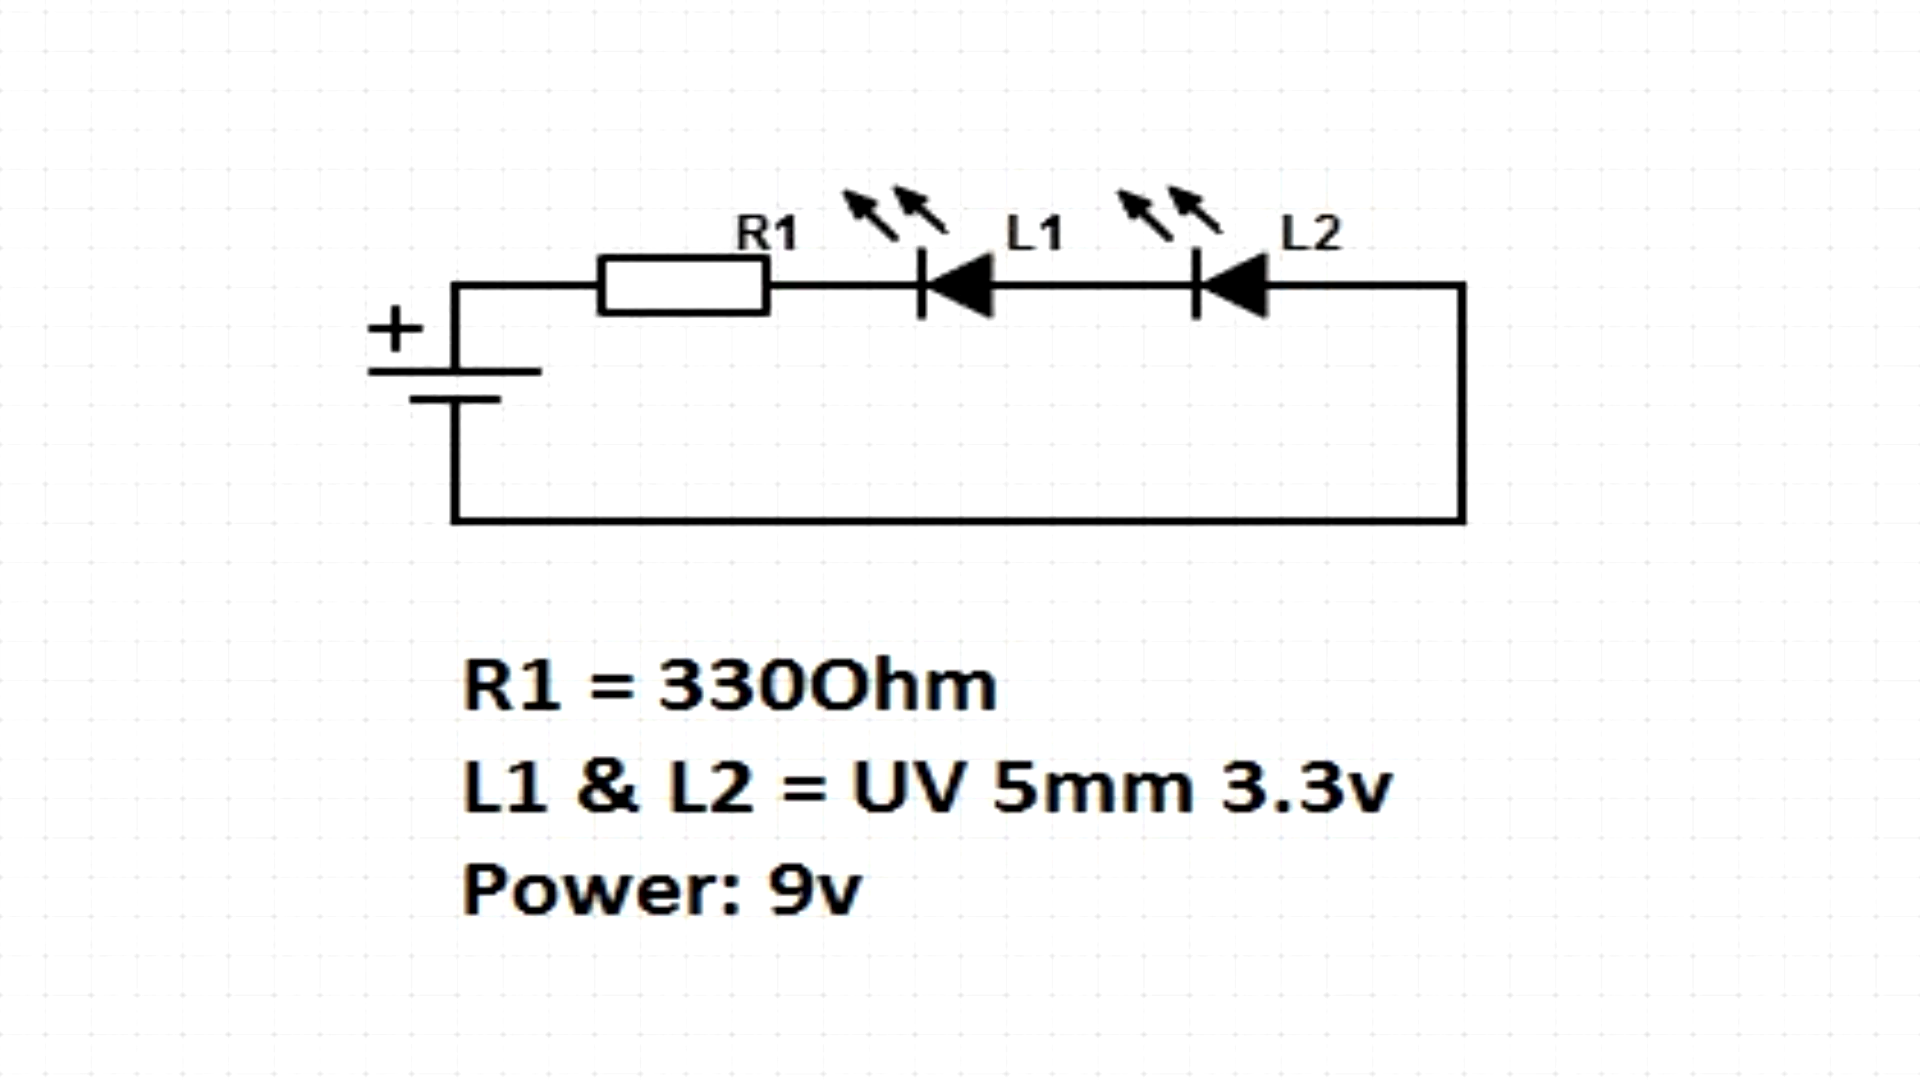 R1 L1 L2
+
R1 = 330Ohm
L1 & L2 = UV 5mm 3.3v
Power: 9v